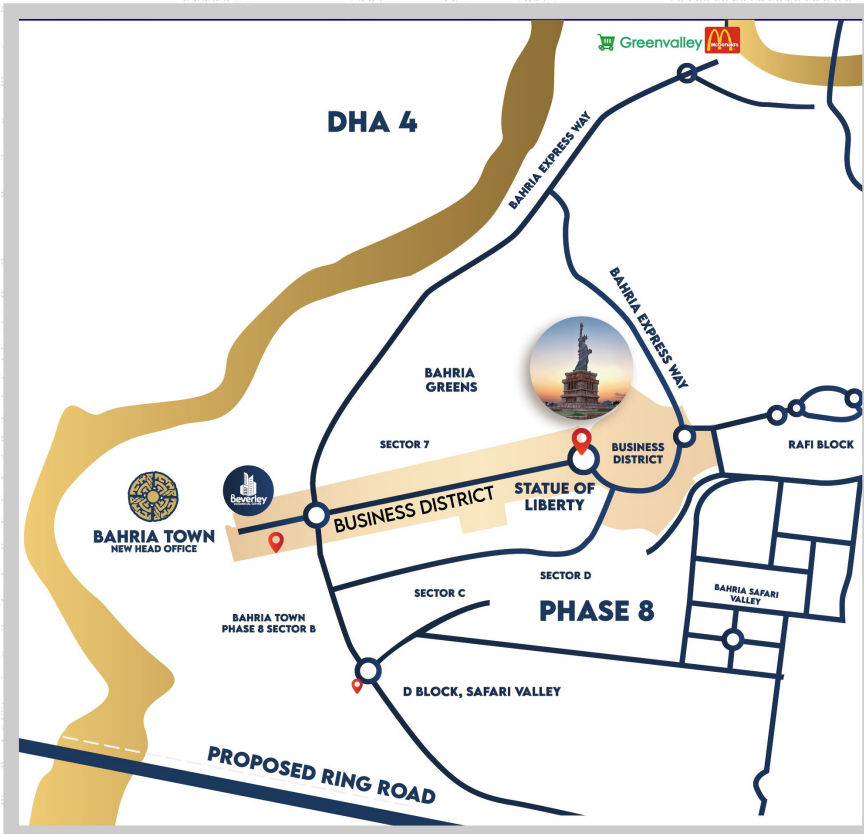 Greenvalley
McDonald's
DHA 4
BAHRIA EXPRESS WAY
BAHRIA EXPRESS WAY
BAHRIA
GREENS
SECTOR 7
BUSINESS
DISTRICT
RAFI BLOCK
Beverley
BUSINESS DISTRICT
STATUE OF
LIBERTY
BAHRIA TOWN
NEW HEAD OFFICE
SECTOR D
SECTOR C
PHASE 8
BAHRIA SAFARI
VALLEY
BAHRIA TOWN
PHASE 8 SECTOR B
D BLOCK, SAFARI VALLEY
PROPOSED RING ROAD